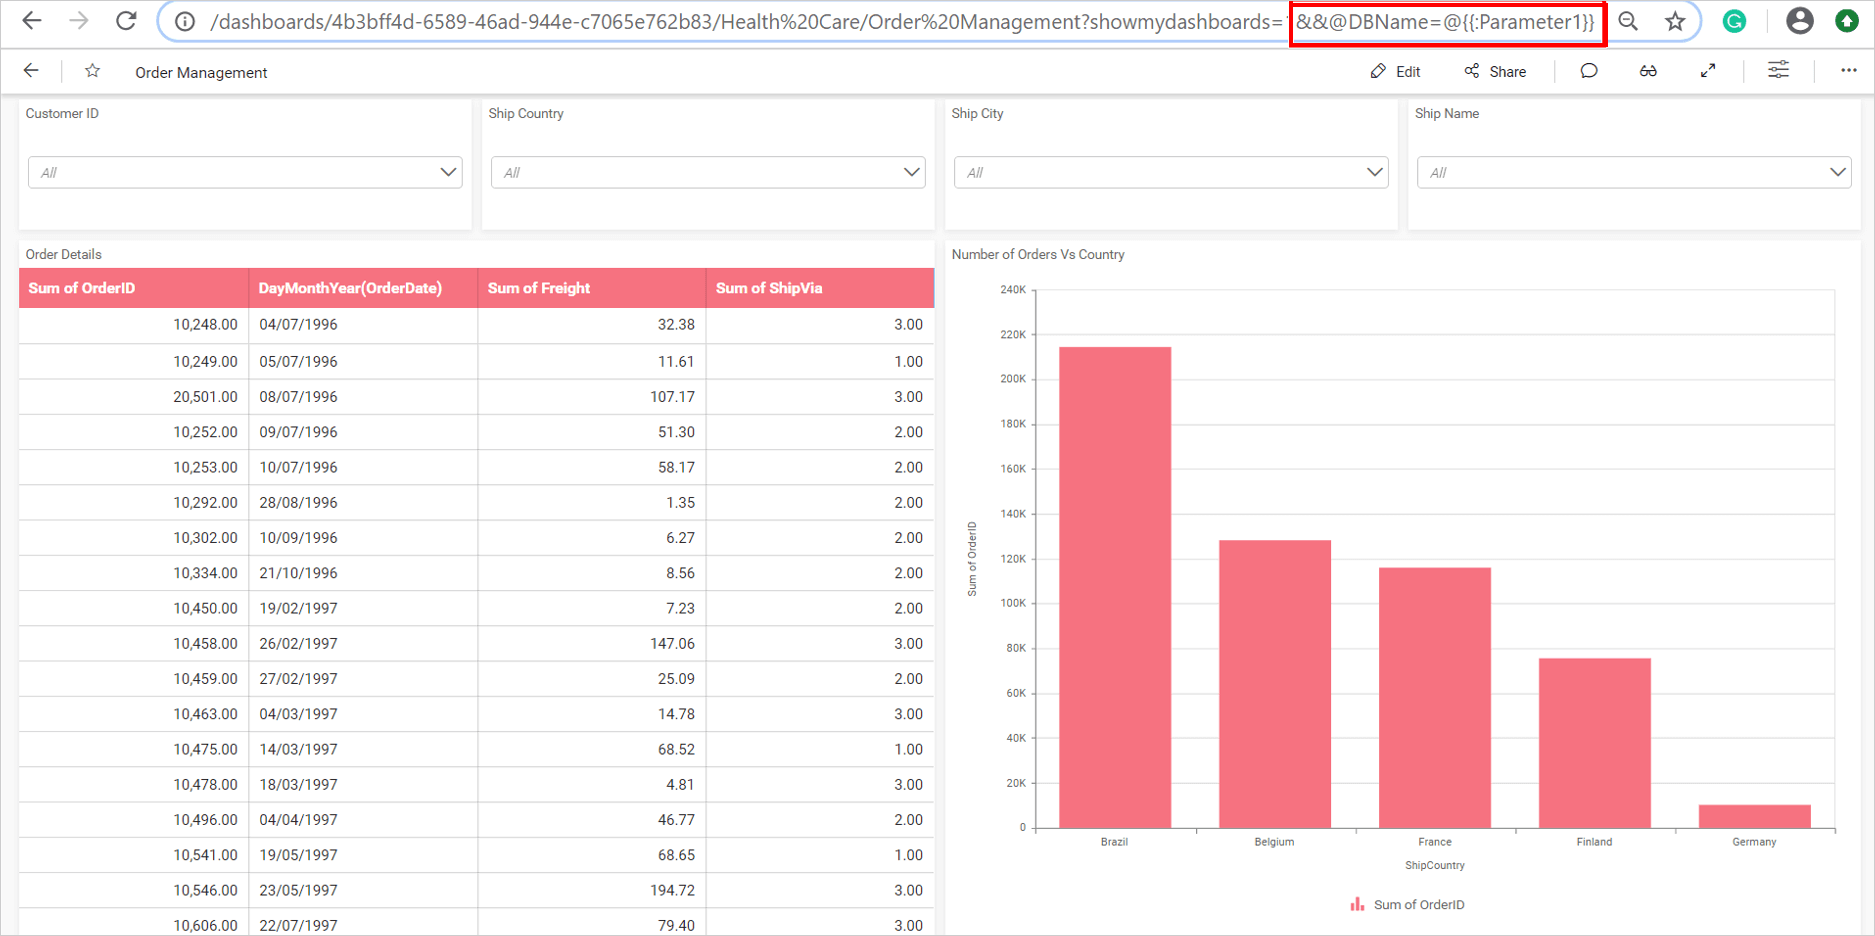 /dashboards/4b3bff4d-6589-46ad-944e-c7065e762b83/Health%20Care/Order%20Management?showmydashboards= &&@DBName=@{{:Parameter1}}
Order Management
Edit
Share
Customer ID
Ship Country
Ship City
Ship Name
All
All
All
All
Order Details
Sum of OrderID DayMonthYear(OrderDate) Sum of Freight Sum of ShipVia
10,248.00 04/07/1996 32.38 3.00
10,249.00 05/07/1996 11.61 1.00
20,501.00 08/07/1996 107.17 3.00
10,252.00 09/07/1996 51.30 2.00
10,253.00 10/07/1996 58.17 2.00
10,292.00 28/08/1996 1.35 2.00
10,302.00 10/09/1996 6.27 2.00
10,334.00 21/10/1996 8.56 2.00
10,450.00 19/02/1997 7.23 2.00
10,458.00 26/02/1997 147.06 3.00
10,459.00 27/02/1997 25.09 2.00
10,463.00 04/03/1997 14.78 3.00
10,475.00 14/03/1997 68.52 1.00
10,478.00 18/03/1997 4.81 3.00
10,496.00 04/04/1997 46.77 2.00
10,541.00 19/05/1997 68.65 1.00
10,546.00 23/05/1997 194.72 3.00
10,606.00 22/07/1997 79.40 3.00
Number of Orders Vs Country
240K
220K
200K
180K
160K
140K
120K
100K
80K
60K
40K
20K
0
Sum of OrderID
Brazil Belgium France Finland Germany
ShipCountry
Sum of OrderID